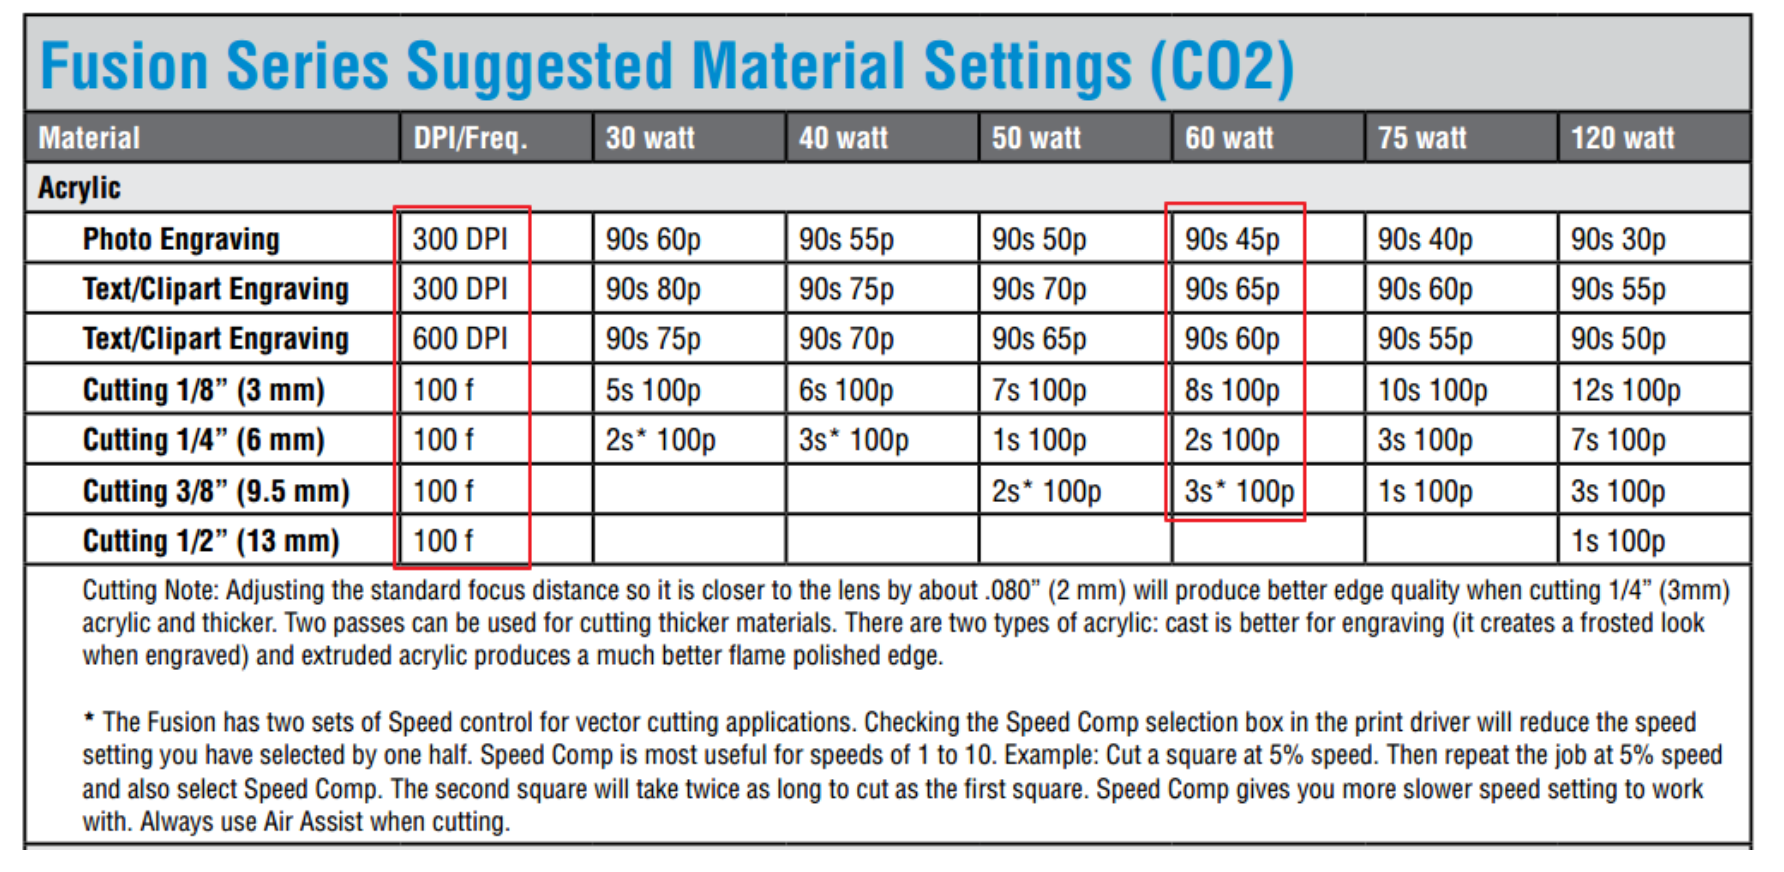 Fusion Series Suggested Material Settings (CO2)
Material DPI/Freq. 30 watt 40 watt 50 watt 60 watt 75 watt 120 watt
Acrylic
Photo Engraving 300 DPI 90s 60p 90s 55p 90s 50p 90s 45p 90s 40p 90s 30p
Text/Clipart Engraving 300 DPI 90s 80p 90s 75p 90s 70p 90s 65p 90s 60p 90s 55p
Text/Clipart Engraving 600 DPI 90s 75p 90s 70p 90s 65p 90s 60p 90s 55p 90s 50p
Cutting 1/8” (3 mm) 100 f 5s 100p 6s 100p 7s 100p 8s 100p 10s 100p 12s 100p
Cutting 1/4” (6 mm) 100 f 2s* 100p 3s* 100p 1s 100p 2s 100p 3s 100p 7s 100p
Cutting 3/8” (9.5 mm) 100 f 2s* 100p 3s* 100p 1s 100p 3s 100p
Cutting 1/2” (13 mm) 100 f 1s 100p
Cutting Note: Adjusting the standard focus distance so it is closer to the lens by about .080” (2 mm) will produce better edge quality when cutting 1/4” (3mm)
acrylic and thicker. Two passes can be used for cutting thicker materials. There are two types of acrylic: cast is better for engraving (it creates a frosted look
when engraved) and extruded acrylic produces a much better flame polished edge.
* The Fusion has two sets of Speed control for vector cutting applications. Checking the Speed Comp selection box in the print driver will reduce the speed
setting you have selected by one half. Speed Comp is most useful for speeds of 1 to 10. Example: Cut a square at 5% speed. Then repeat the job at 5% speed
and also select Speed Comp. The second square will take twice as long to cut as the first square. Speed Comp gives you more slower speed setting to work
with. Always use Air Assist when cutting.